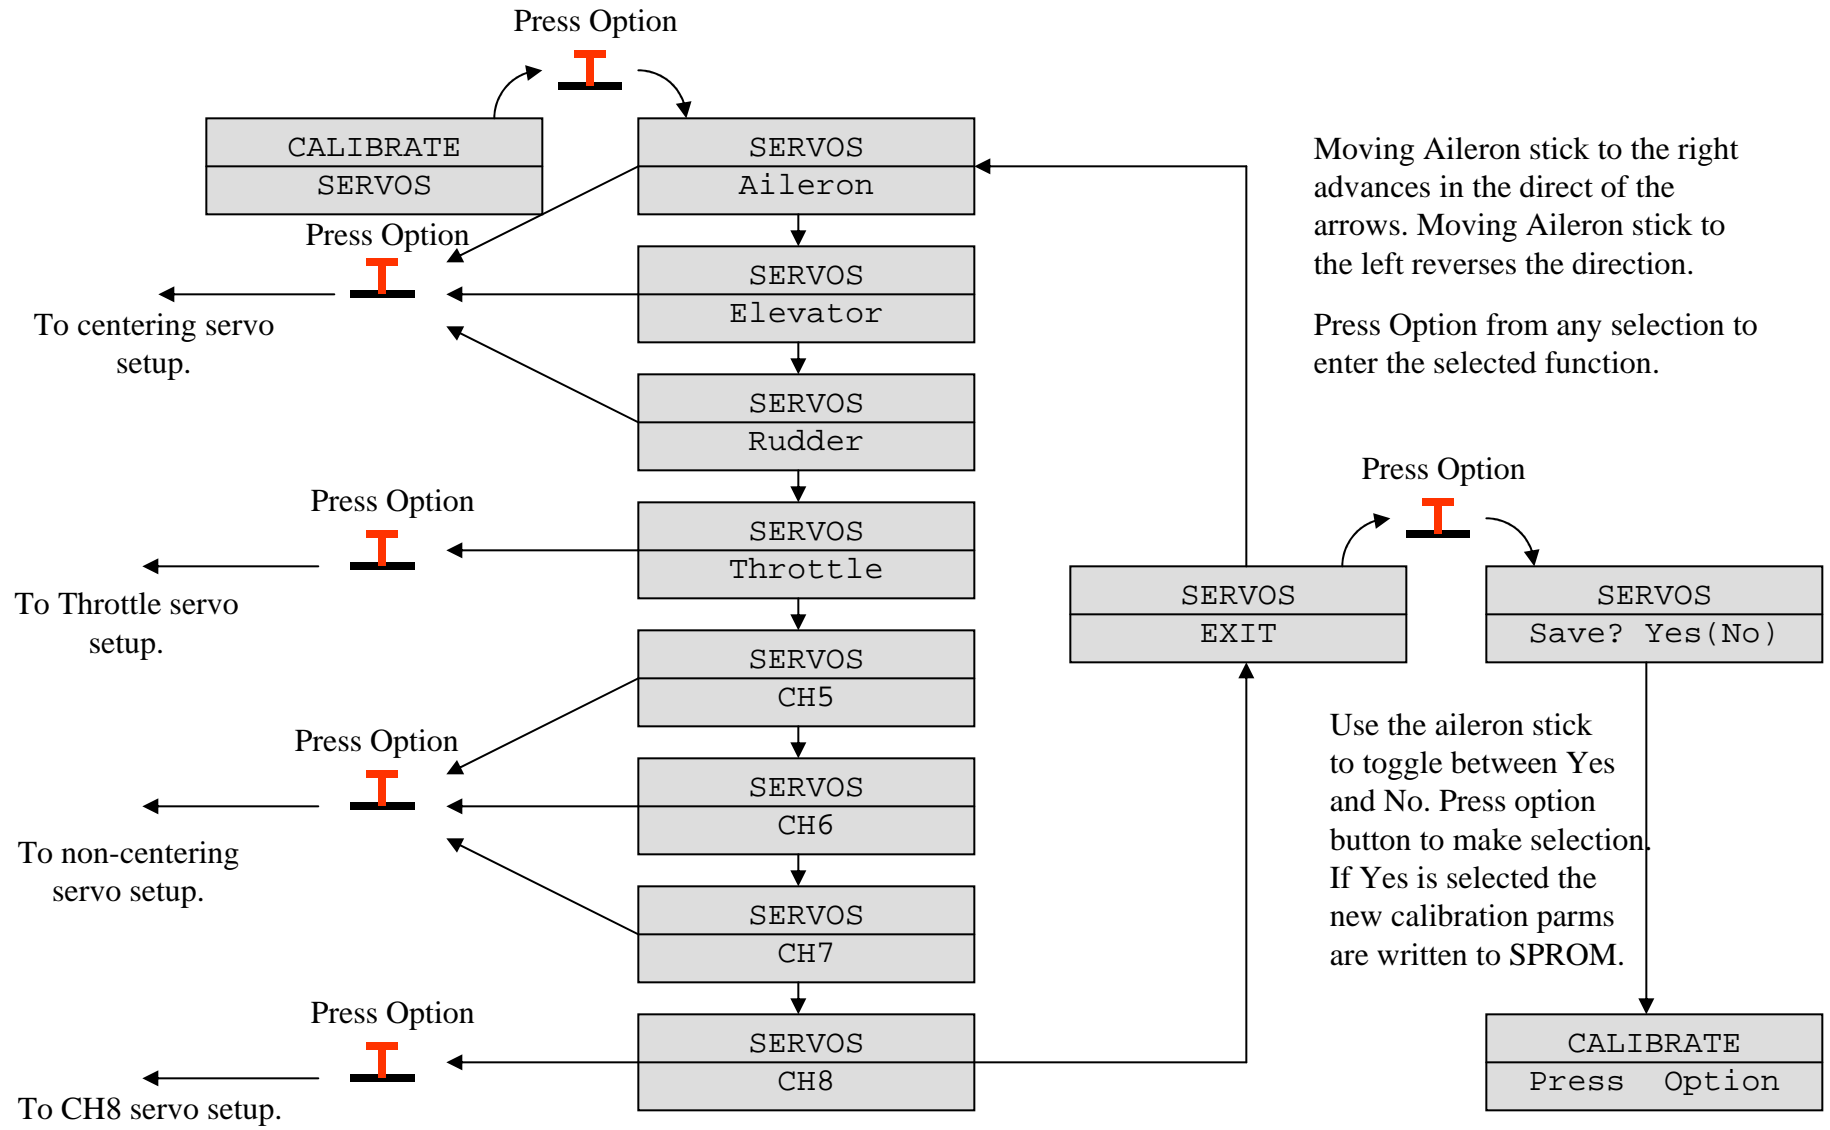 Press Option
CALIBRATE
SERVOS
SERVOS
Aileron
Moving Aileron stick to the right
advances in the direct of the
arrows. Moving Aileron stick to
the left reverses the direction.
Press Option from any selection to
enter the selected function.
Press Option
To centering servo
setup.
SERVOS
Elevator
SERVOS
Rudder
Press Option
To Throttle servo
setup.
SERVOS
Throttle
Press Option
SERVOS
EXIT
SERVOS
Save? Yes(No)
SERVOS
CH5
Press Option
To non-centering
servo setup.
SERVOS
CH6
SERVOS
CH7
Use the aileron stick
to toggle between Yes
and No. Press option
button to make selection.
If Yes is selected the
new calibration parms
are written to SPROM.
Press Option
To CH8 servo setup.
SERVOS
CH8
CALIBRATE
Press Option